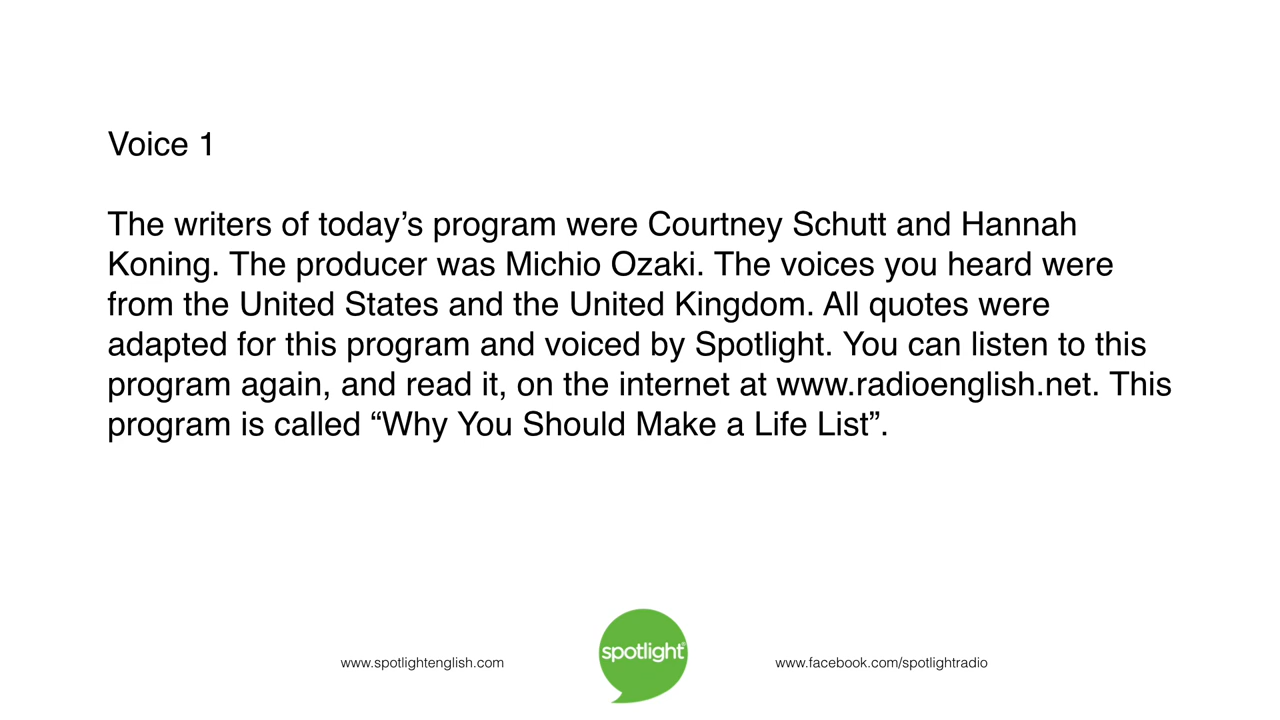 Voice 1
The writers of today’s program were Courtney Schutt and Hannah
Koning. The producer was Michio Ozaki. The voices you heard were
from the United States and the United Kingdom. All quotes were
adapted for this program and voiced by Spotlight. You can listen to this
program again, and read it, on the internet at www.radioenglish.net. This
program is called “Why You Should Make a Life List”.
www.spotlightenglish.com
spotlight®
www.facebook.com/spotlightradio